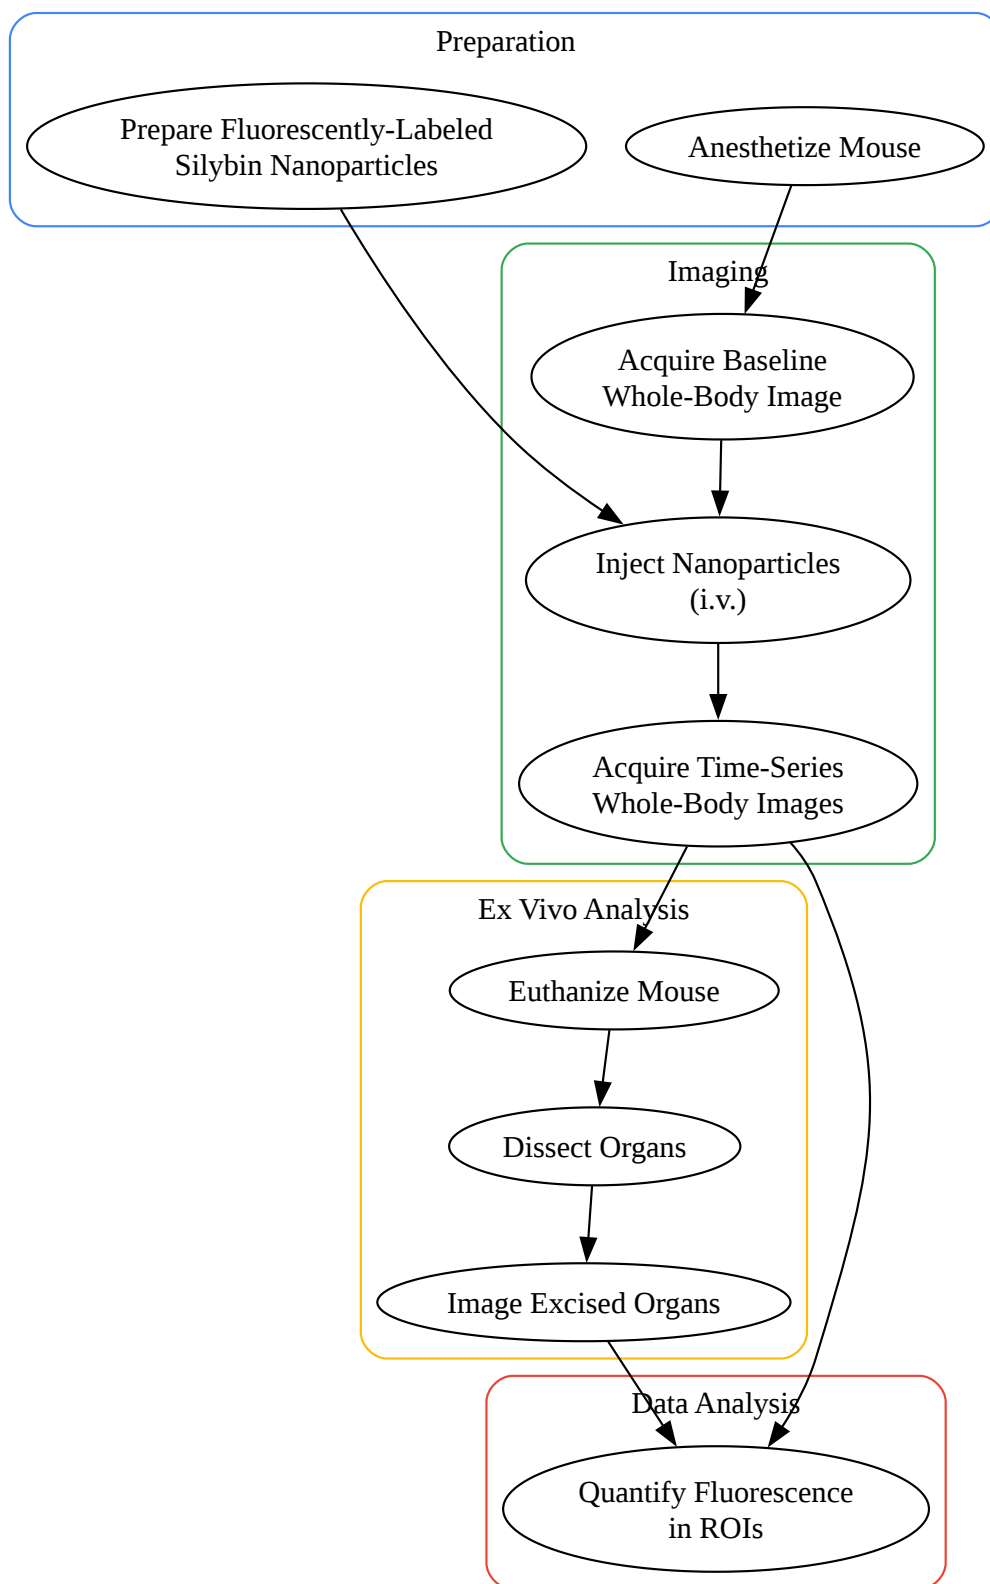 Preparation
Prepare Fluorescently-Labeled
Silybin Nanoparticles
Anesthetize Mouse
Imaging
Acquire Baseline
Whole-Body Image
Inject Nanoparticles
(i.v.)
Acquire Time-Series
Whole-Body Images
Ex Vivo Analysis
Euthanize Mouse
Dissect Organs
Image Excised Organs
Data Analysis
Quantify Fluorescence
in ROIs